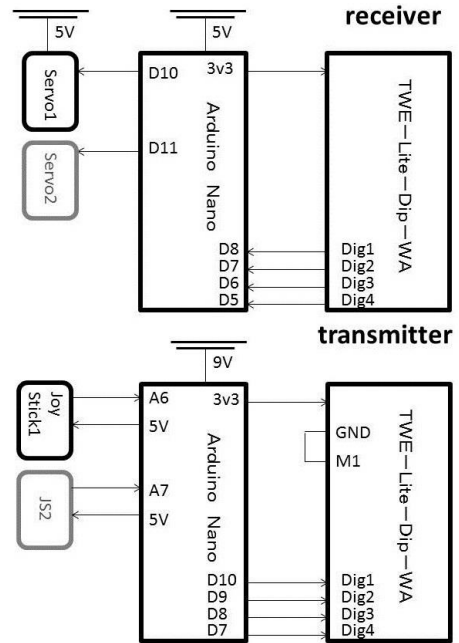 receiver
5V
5V
Servo1
D10
3v3
Servo2
D11
Arduino Nano
TWE-Lite-Dip-WA
D8
Dig1
D7
Dig2
D6
Dig3
D5
Dig4
transmitter
9V
Joy
Stick1
A6
3v3
5V
GND
M1
JS2
A7
5V
Arduino Nano
TWE-Lite-Dip-WA
D10
Dig1
D9
Dig2
D8
Dig3
D7
Dig4